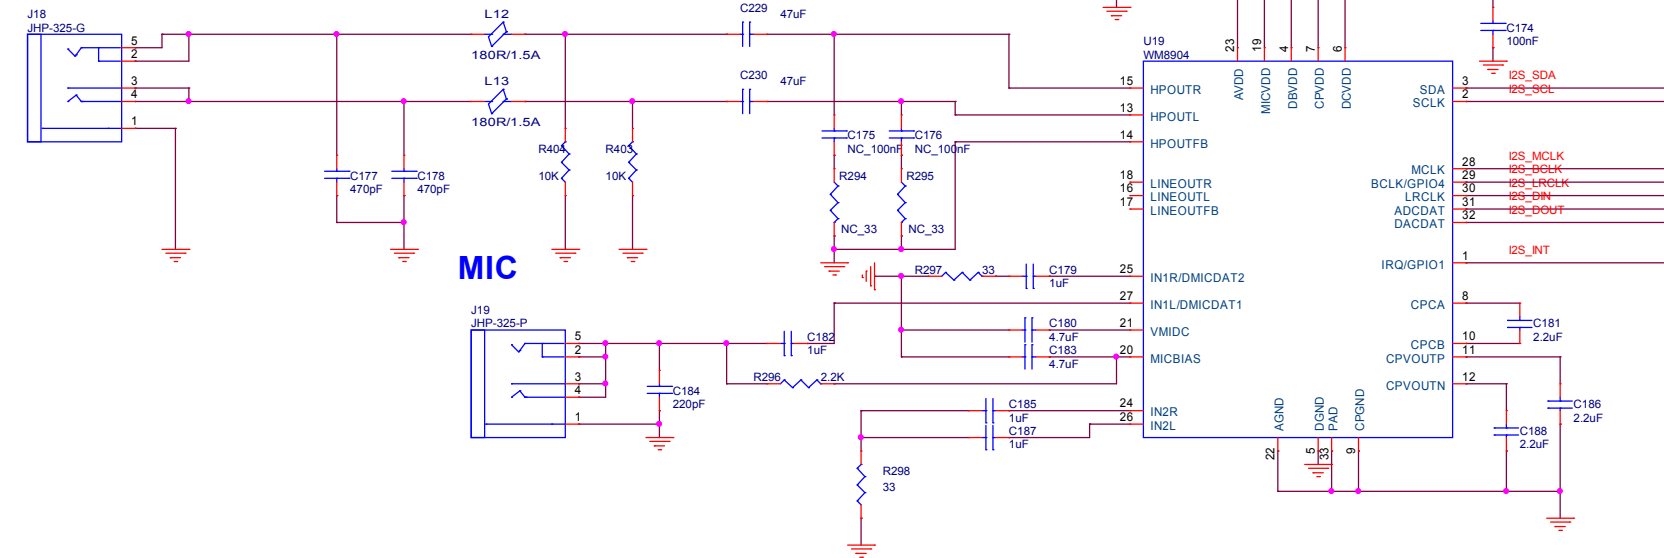 J18
JHP-325-G
5
2
3
4
1
L12
180R/1.5A
L13
180R/1.5A
C229
47uF
C230
47uF
C177
470pF
C178
470pF
R404
10K
R403
10K
C175
NC_100nF
C176
NC_100nF
R294
NC_33
R295
NC_33
MIC
J19
JHP-325-P
5
2
3
4
1
C182
1uF
R296
2.2K
C184
220pF
R297
33
C179
1uF
C180
4.7uF
C183
4.7uF
C185
1uF
C187
1uF
R298
33
U19
WM8904
23
19
4
7
6
AVDD
MICVDD
DBVDD
CPVDD
DCVDD
15
HPOUTR
13
HPOUTL
14
HPOUTFB
18
LINEOUTR
16
LINEOUTL
17
LINEOUTFB
25
IN1R/DMICDAT2
27
IN1L/DMICDAT1
21
VMIDC
20
MICBIAS
24
IN2R
26
IN2L
AGND
DGND
PAD
CPGND
22
5
33
9
C174
100nF
SDA
3
I2S_SDA
SCLK
2
I2S_SCL
MCLK
28
I2S_MCLK
BCLK/GPIO4
29
I2S_BCLK
LRCLK
30
I2S_LRCLK
ADCDAT
31
I2S_DIN
DACDAT
32
I2S_DOUT
IRQ/GPIO1
1
I2S_INT
CPCA
8
CPCB
10
CPVOUTP
11
CPVOUTN
12
C181
2.2uF
C186
2.2uF
C188
2.2uF